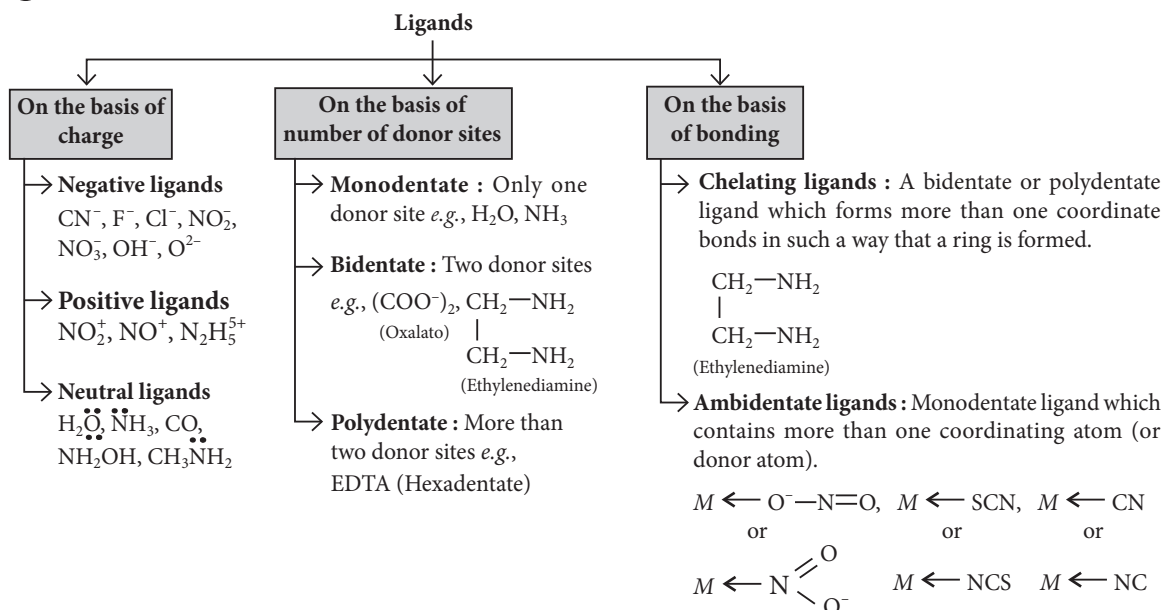 Ligands
On the basis of
charge
Negative ligands
CN⁻, F⁻, Cl⁻, NO₂⁻,
NO₃⁻, OH⁻, O²⁻
Positive ligands
NO₂⁺, NO⁺, N₂H₅⁵⁺
Neutral ligands
H₂O, NH₃, CO,
NH₂OH, CH₃NH₂
On the basis of
number of donor sites
Monodentate : Only one
donor site e.g., H₂O, NH₃
Bidentate : Two donor sites
e.g., (COO⁻)₂, CH₂—NH₂
(Oxalato)
CH₂—NH₂
(Ethylenediamine)
Polydentate : More than
two donor sites e.g.,
EDTA (Hexadentate)
On the basis
of bonding
Chelating ligands : A bidentate or polydentate
ligand which forms more than one coordinate
bonds in such a way that a ring is formed.
CH₂—NH₂
CH₂—NH₂
(Ethylenediamine)
Ambidentate ligands : Monodentate ligand which
contains more than one coordinating atom (or
donor atom).
M ← O⁻—N=O, M ← SCN, M ← CN
or or or
O
M ← N M ← NCS M ← NC
O⁻